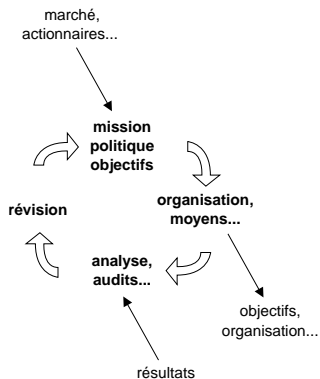 marché,
actionnaires...
mission
politique
objectifs
organisation,
moyens...
révision
analyse,
audits...
objectifs,
organisation...
résultats